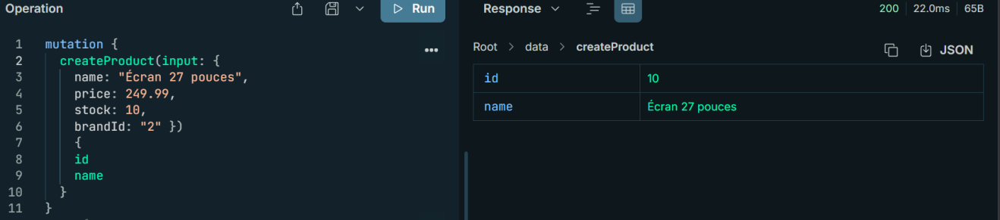 Operation
Run
1 mutation {
2 createProduct(input: {
3 name: "Écran 27 pouces",
4 price: 249.99,
5 stock: 10,
6 brandId: "2" })
7 {
8 id
9 name
10 }
11 }
Response
200 22.0ms 65B
Root > data > createProduct
JSON
id 10
name Écran 27 pouces